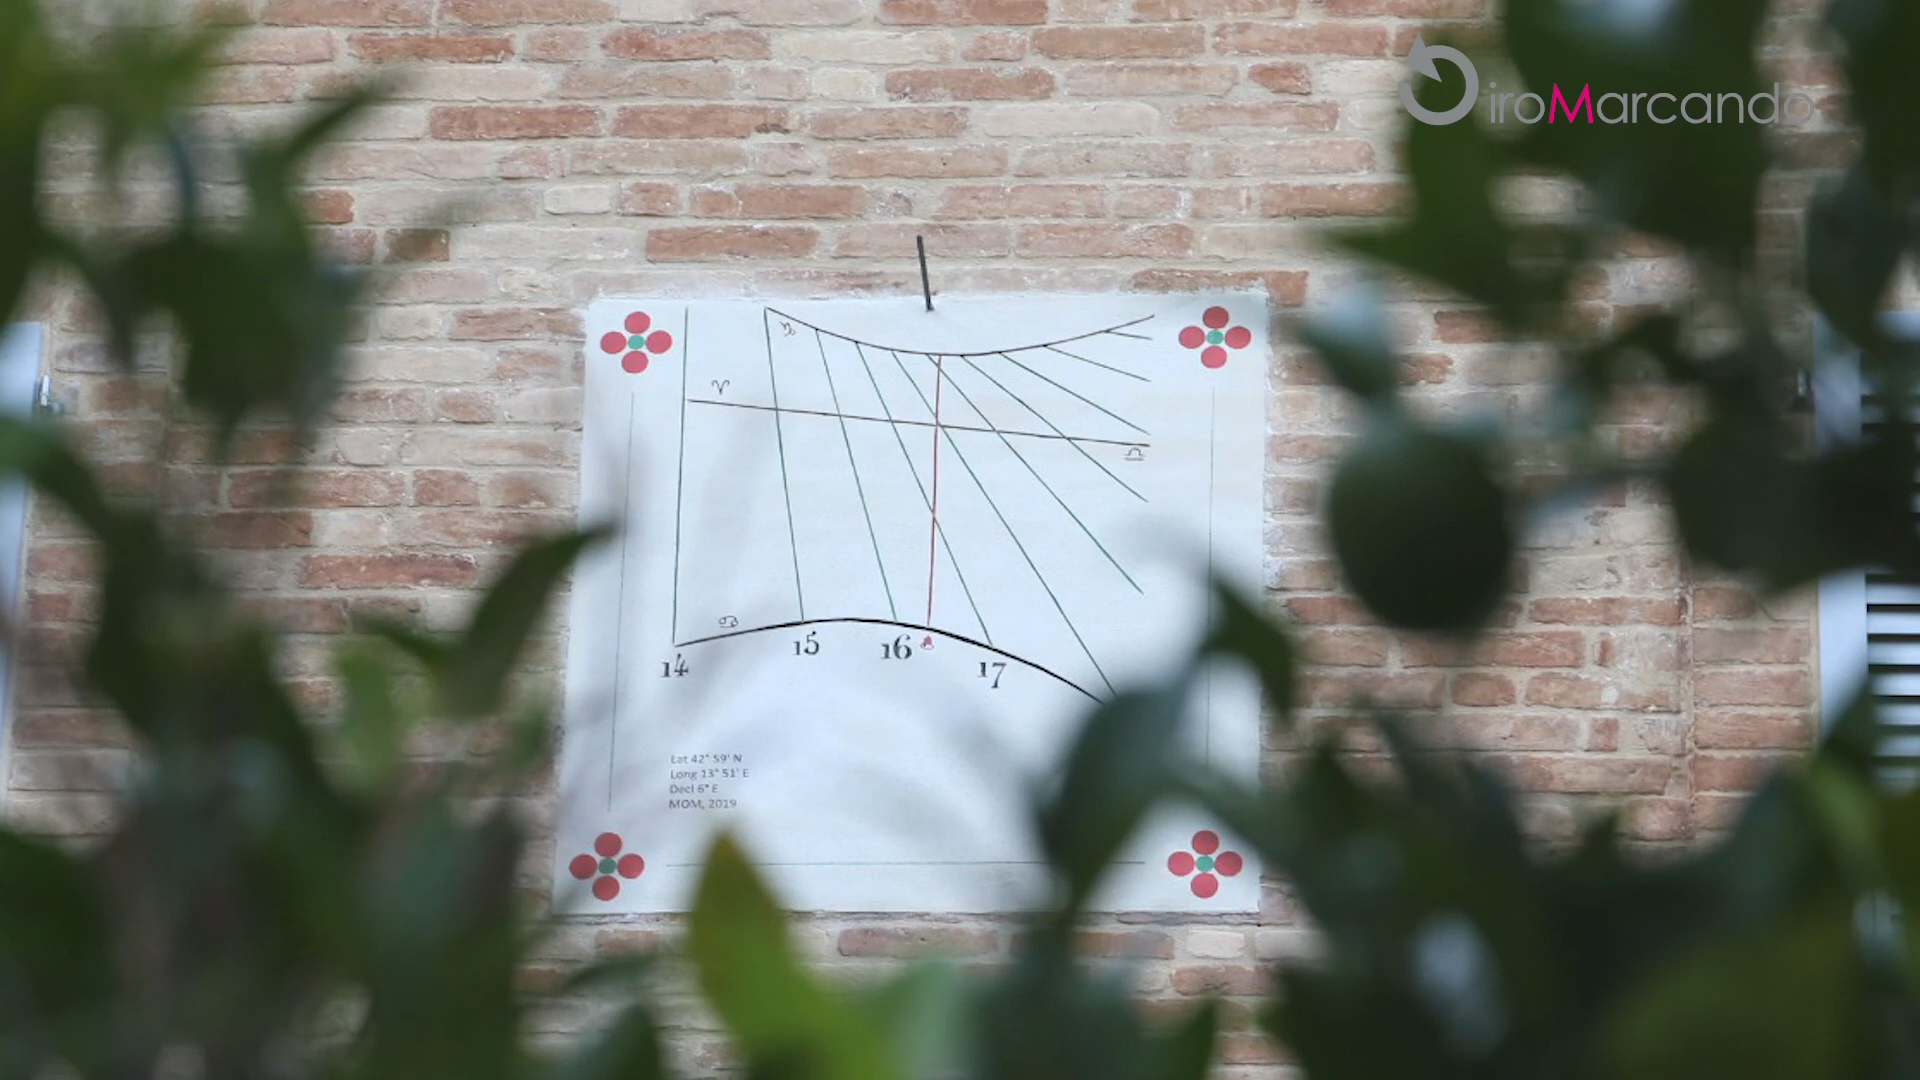 GiroMarcando
♑
♈
♎
♋
14 15 16 17
Lat 42° 59' N
Long 13° 51' E
Decl 6° E
MOM, 2019